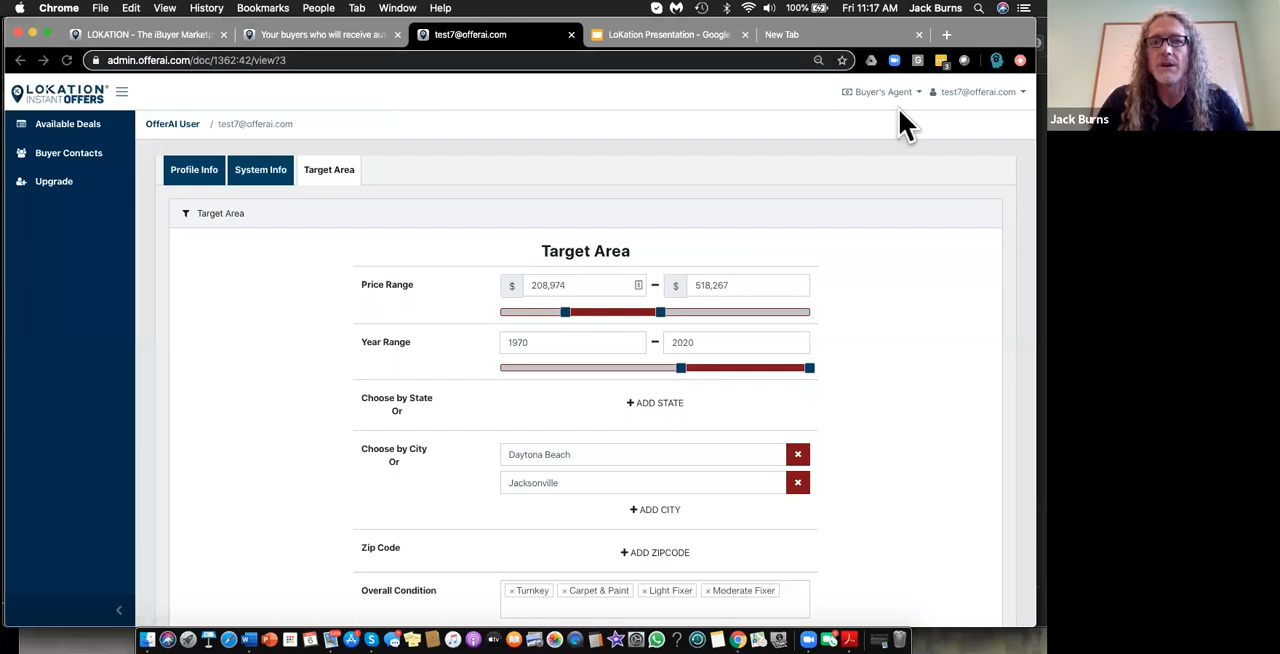 Chrome File Edit View History Bookmarks People Tab Window Help 100% Fri 11:17 AM Jack Burns
LOKATION - The iBuyer Market × Your buyers who will receive au × test7@offerai.com × LoKation Presentation - Google × New Tab × +
admin.offerai.com/doc/1362:42/view?3
LOKATION
INSTANT OFFERS
Buyer's Agent test7@offerai.com
Available Deals
Buyer Contacts
Upgrade
OfferAI User / test7@offerai.com
Profile Info System Info Target Area
Target Area
Target Area
Price Range $ 208,974 – $ 518,267
Year Range 1970 – 2020
Choose by State
Or
+ ADD STATE
Choose by City
Or
Daytona Beach ×
Jacksonville ×
+ ADD CITY
Zip Code + ADD ZIPCODE
Overall Condition × Turnkey × Carpet & Paint × Light Fixer × Moderate Fixer
Jack Burns